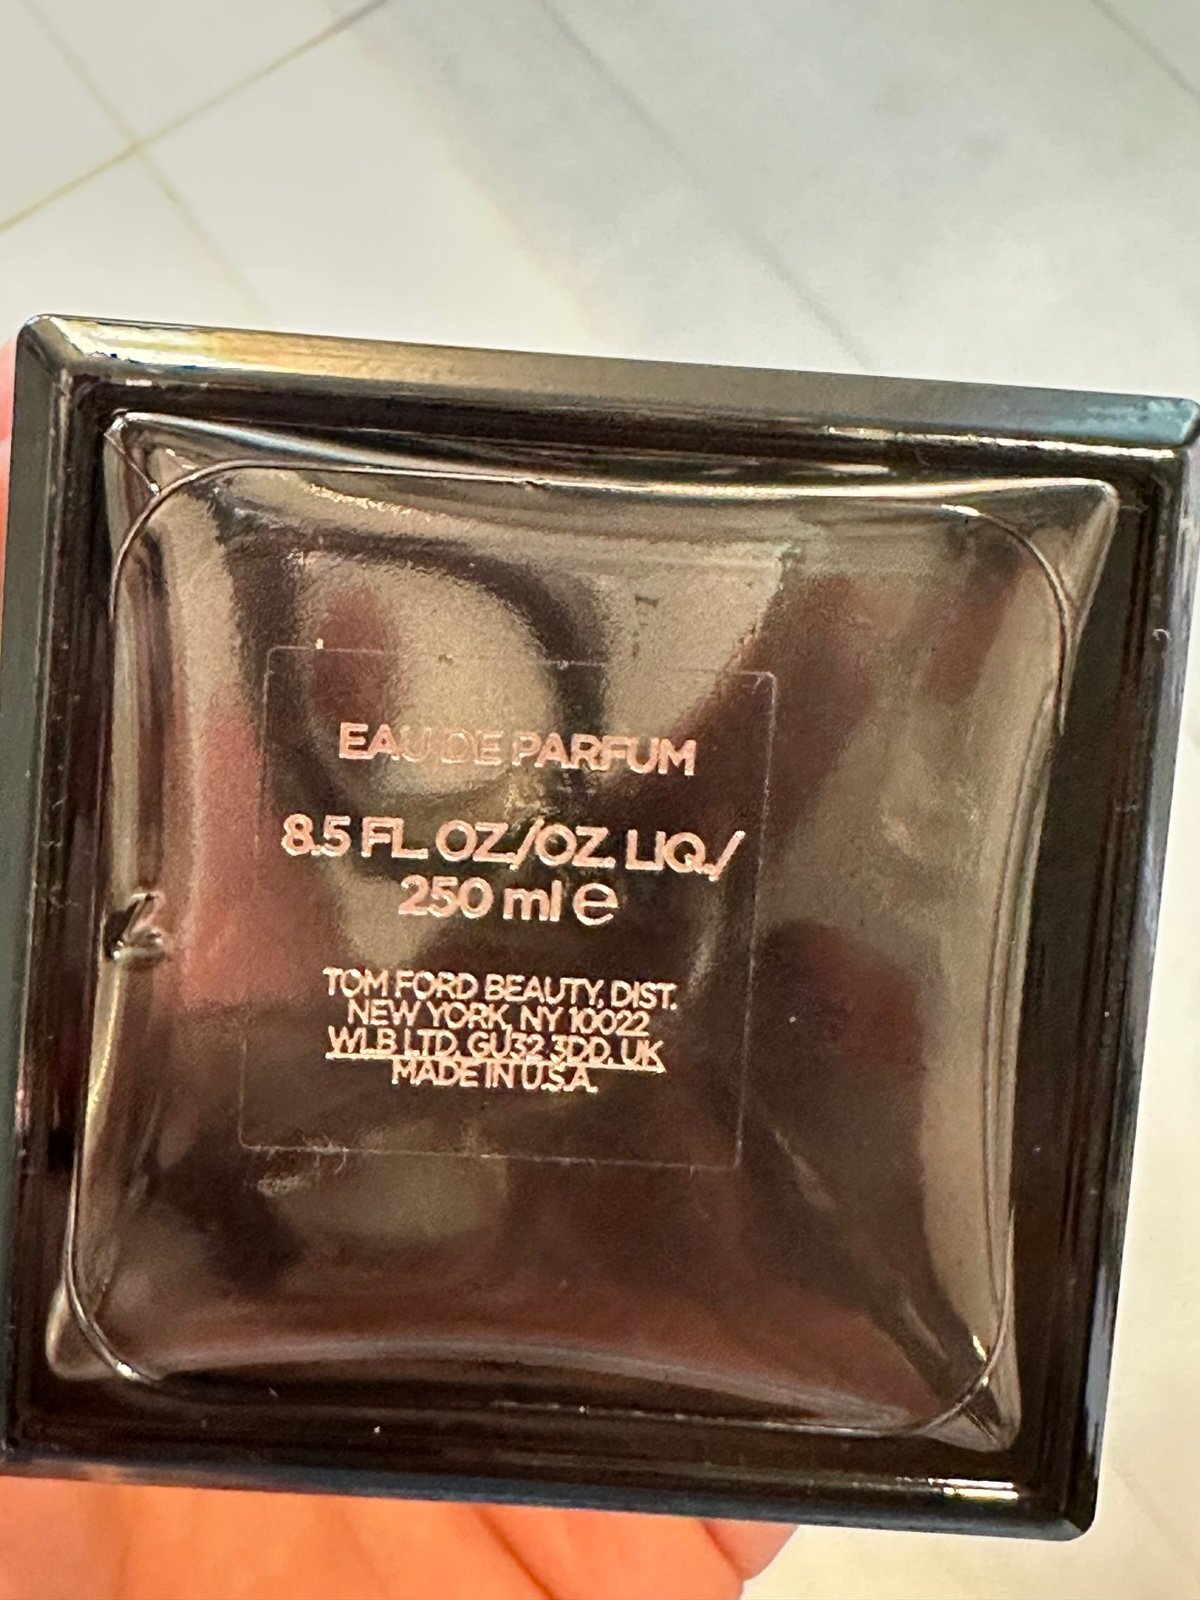 EAU DE PARFUM
8.5 FL. OZ./OZ. LIQ./
250 ml ℮
TOM FORD BEAUTY, DIST.
NEW YORK, NY 10022
WLB LTD, GU32 3DD, UK
MADE IN U.S.A.